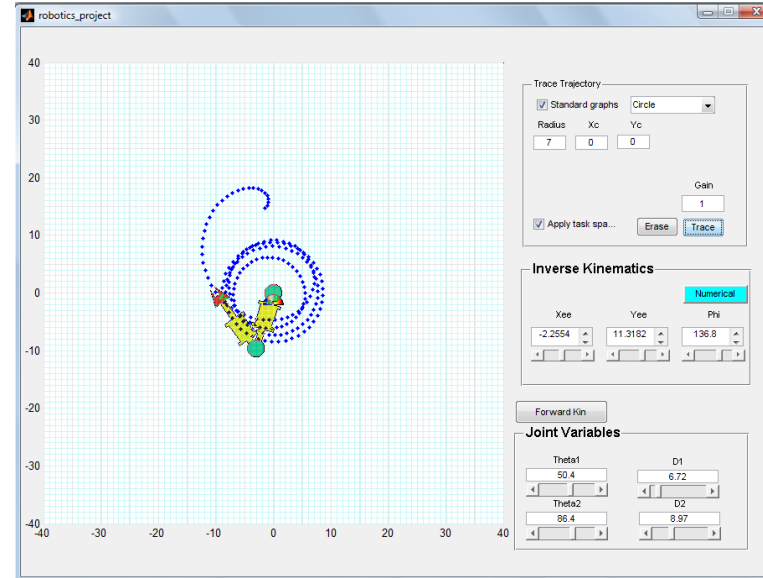 robotics_project
40
30
20
10
0
-10
-20
-30
-40
-40 -30 -20 -10 0 10 20 30 40
Trace Trajectory
Standard graphs Circle
Radius Xc Yc
7 0 0
Gain
1
Apply task spa... Erase Trace
Inverse Kinematics
Numerical
Xee Yee Phi
-2.2554 11.3182 136.8
Forward Kin
Joint Variables
Theta1 D1
50.4 6.72
Theta2 D2
86.4 8.97